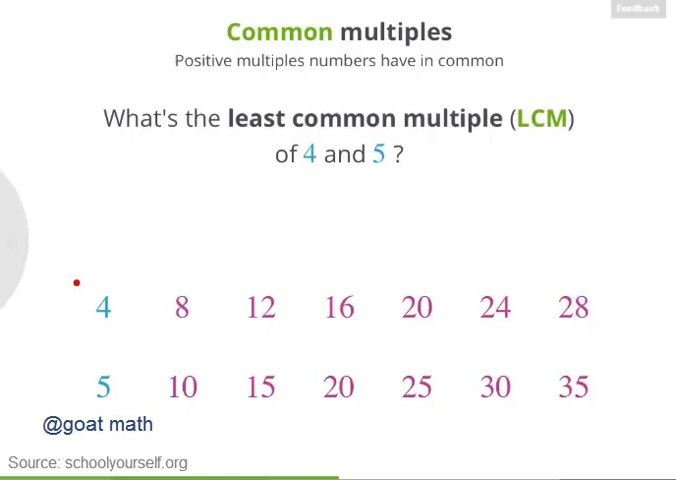 Feedback
Common multiples
Positive multiples numbers have in common
What's the least common multiple (LCM)
of 4 and 5 ?
4 8 12 16 20 24 28
5 10 15 20 25 30 35
@goat math
Source: schoolyourself.org